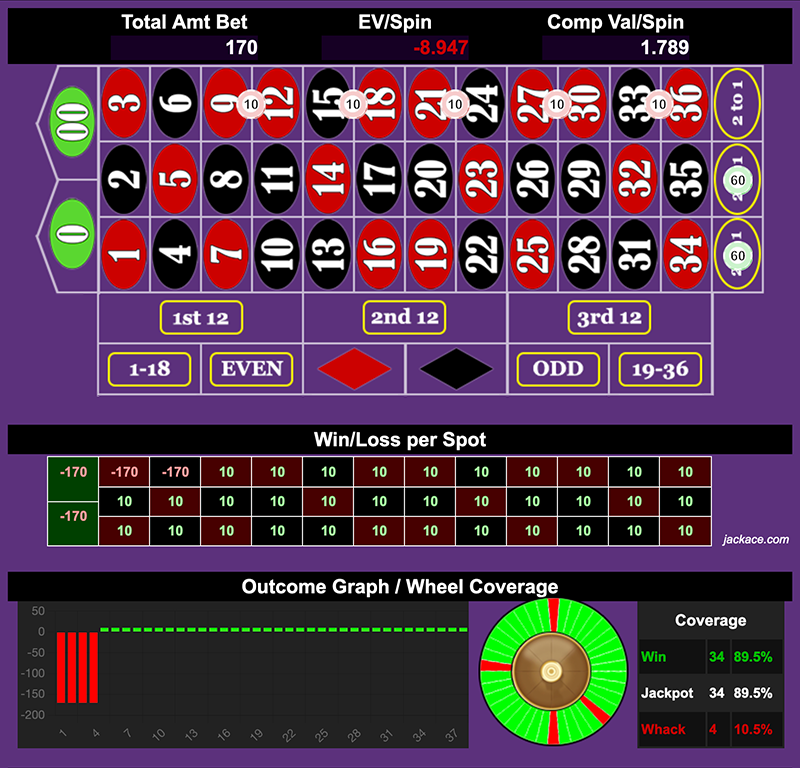 Total Amt Bet EV/Spin Comp Val/Spin
170 -8.947 1.789
00 3 6 9 10 12 15 10 18 21 10 24 27 10 30 33 10 36 2 to 1
2 5 8 11 14 17 20 23 26 29 32 35 2 1 60
0 1 4 7 10 13 16 19 22 25 28 31 34 2 1 60
1st 12 2nd 12 3rd 12
1-18 EVEN ODD 19-36
Win/Loss per Spot
-170 -170 -170 10 10 10 10 10 10 10 10 10 10
10 10 10 10 10 10 10 10 10 10 10 10
-170 10 10 10 10 10 10 10 10 10 10 10 10
jackace.com
Outcome Graph / Wheel Coverage
50
0
-50
-100
-150
-200
1 4 7 10 13 16 19 22 25 28 31 34 37
Coverage
Win 34 89.5%
Jackpot 34 89.5%
Whack 4 10.5%